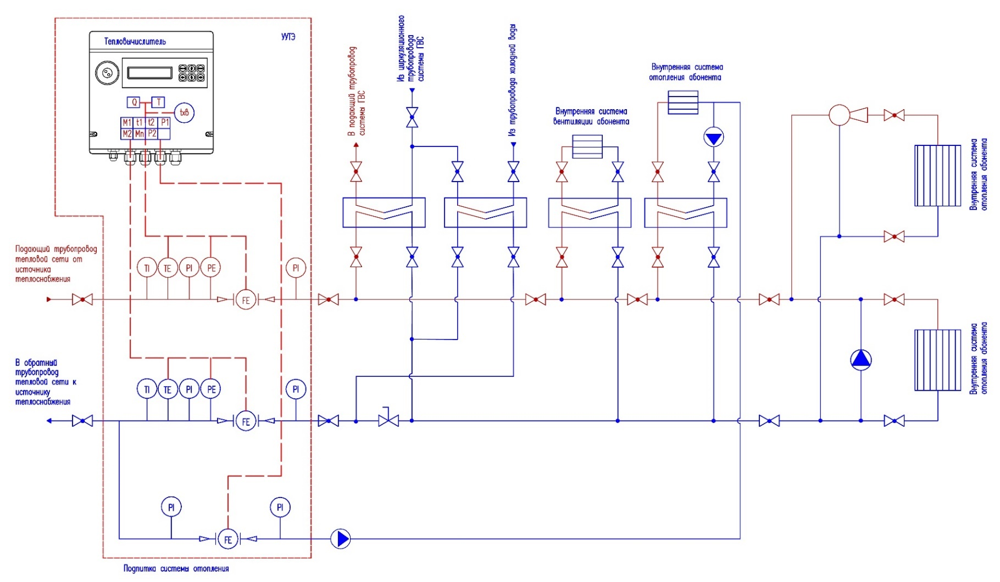 Тепловычислитель
УУТЭ
Q
T
tхв
M1
t1
t2
P1
M2
Mп
P2
В подающий трубопровод
системы ГВС
Из циркуляционного
трубопровода
системы ГВС
Из трубопровода холодной воды
Внутренняя система
вентиляции абонента
Внутренняя система
отопления абонента
Внутренняя система
отопления абонента
Подающий трубопровод
тепловой сети от
источника
теплоснабжения
TI
TE
PI
PE
FE
PI
В обратный
трубопровод
тепловой сети к
источнику
теплоснабжения
TI
TE
PI
PE
FE
PI
Внутренняя система
отопления абонента
PI
FE
PI
Подпитка системы отопления